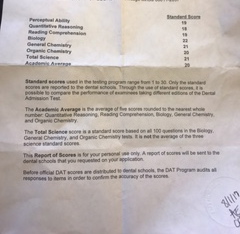 Standard Score
Perceptual Ability 19
Quantitative Reasoning 18
Reading Comprehension 19
Biology 22
General Chemistry 21
Organic Chemistry 20
Total Science 21
Academic Average 20
Standard scores used in the testing program range from 1 to 30. Only the standard
scores are reported to the dental schools. Through the use of standard scores, it is
possible to compare the performance of examinees taking different editions of the Dental
Admission Test.
The Academic Average is the average of five scores rounded to the nearest whole
number: Quantitative Reasoning, Reading Comprehension, Biology, General Chemistry,
and Organic Chemistry.
The Total Science score is a standard score based on all 100 questions in the Biology,
General Chemistry, and Organic Chemistry tests. It is not the average of the three
science standard scores.
This Report of Scores is for your personal use only. A report of scores will be sent to the
dental schools that you requested on your application.
Before official DAT scores are distributed to dental schools, the DAT Program audits all
responses to items in order to confirm the accuracy of the scores.